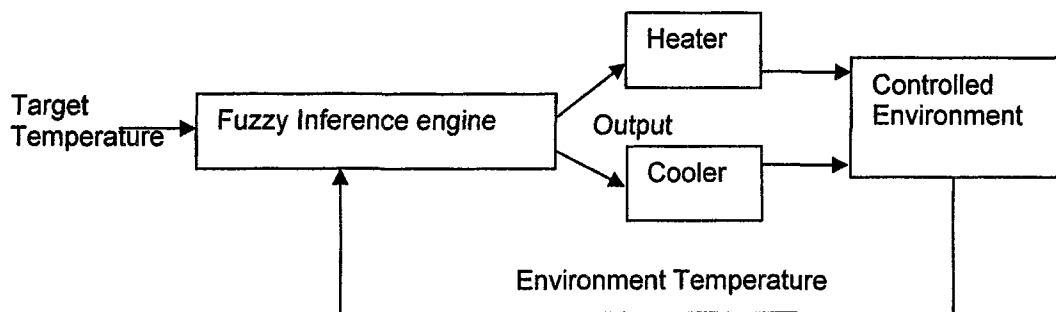 Heater
Target
Temperature
Fuzzy Inference engine
Output
Controlled
Environment
Cooler
Environment Temperature